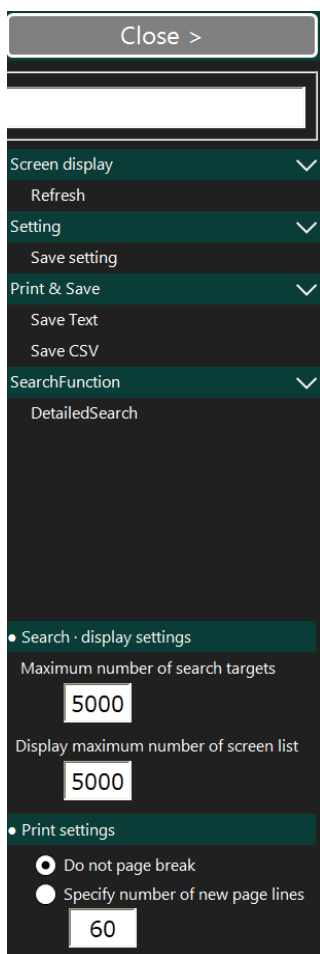 Close >
Screen display
Refresh
Setting
Save setting
Print & Save
Save Text
Save CSV
SearchFunction
DetailedSearch
● Search · display settings
Maximum number of search targets
5000
Display maximum number of screen list
5000
● Print settings
Do not page break
Specify number of new page lines
60